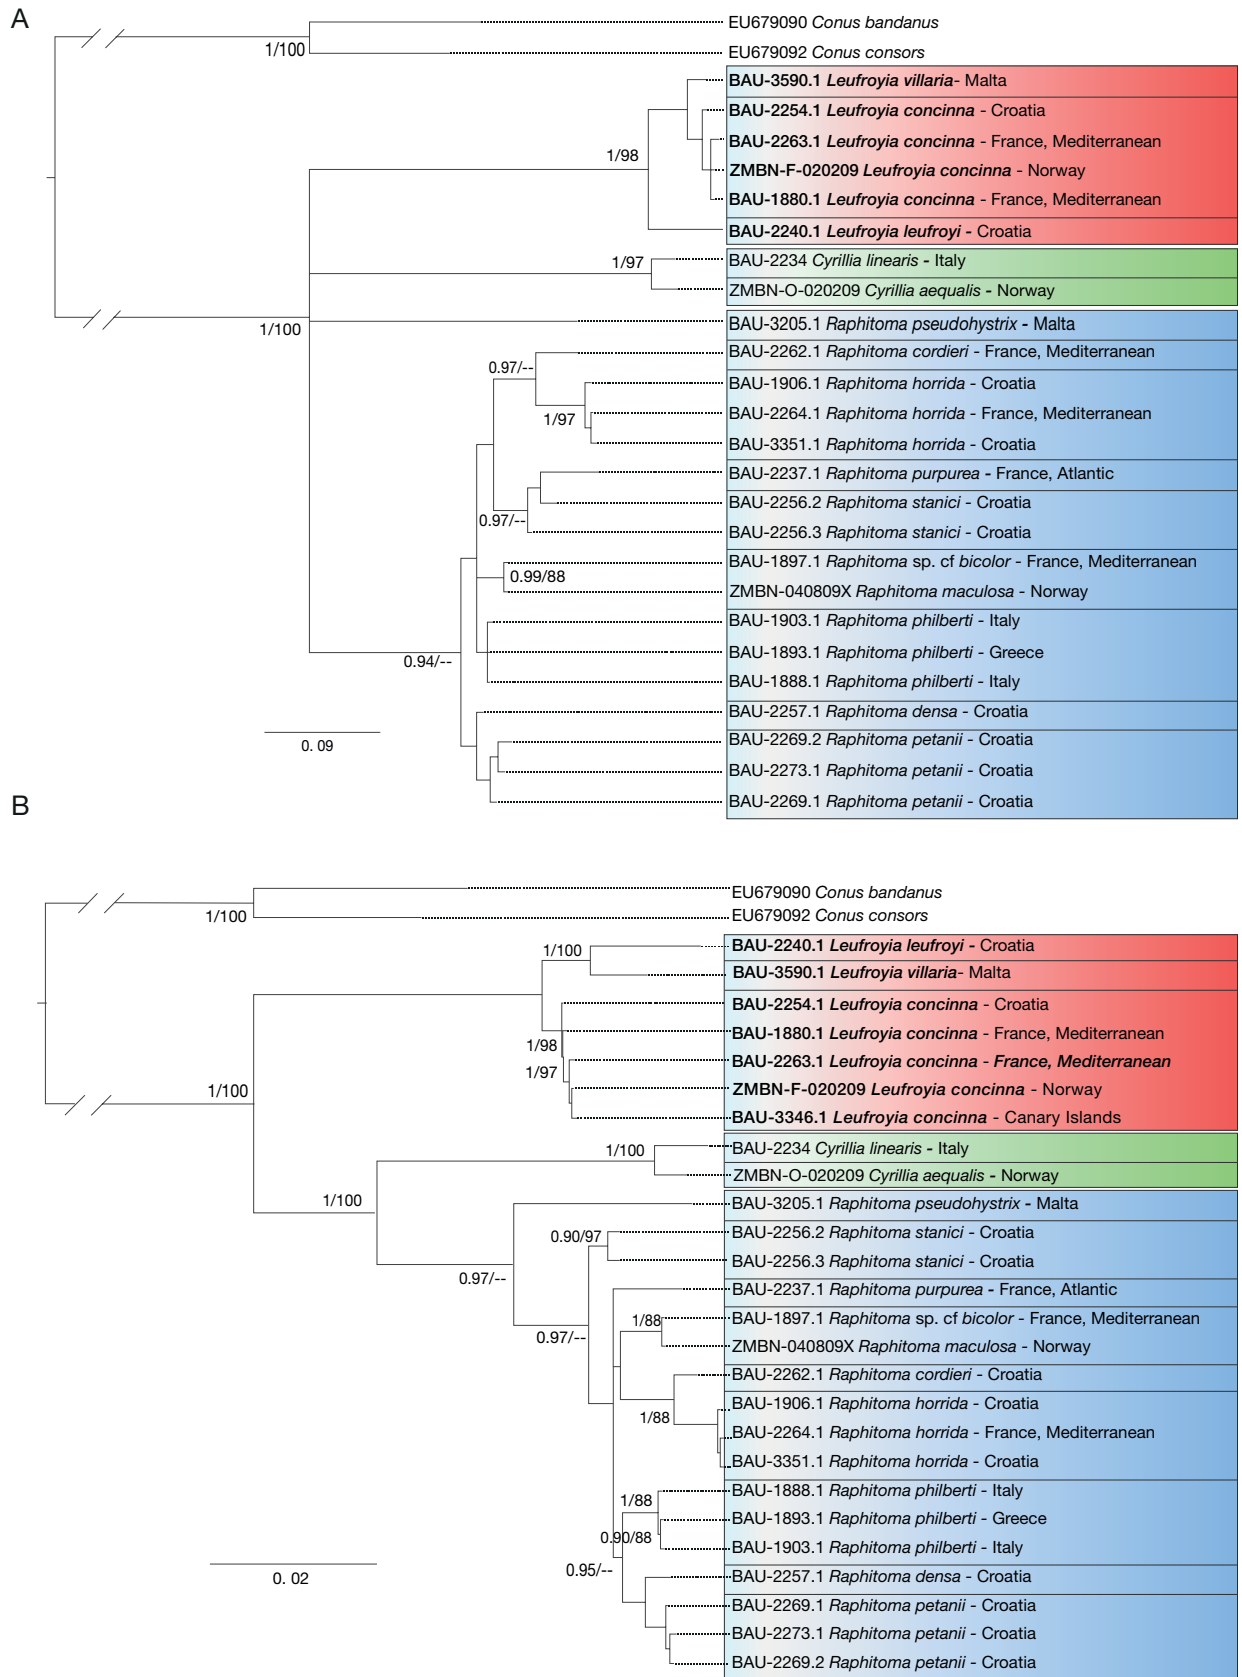 A
EU679090 Conus bandanus
1/100
EU679092 Conus consors
BAU-3590.1 Leufroyia villaria- Malta
BAU-2254.1 Leufroyia concinna - Croatia
BAU-2263.1 Leufroyia concinna - France, Mediterranean
1/98
ZMBN-F-020209 Leufroyia concinna - Norway
BAU-1880.1 Leufroyia concinna - France, Mediterranean
BAU-2240.1 Leufroyia leufroyi - Croatia
1/97
BAU-2234 Cyrillia linearis - Italy
ZMBN-O-020209 Cyrillia aequalis - Norway
1/100
BAU-3205.1 Raphitoma pseudohystrix - Malta
BAU-2262.1 Raphitoma cordieri - France, Mediterranean
0.97/--
BAU-1906.1 Raphitoma horrida - Croatia
1/97
BAU-2264.1 Raphitoma horrida - France, Mediterranean
BAU-3351.1 Raphitoma horrida - Croatia
BAU-2237.1 Raphitoma purpurea - France, Atlantic
BAU-2256.2 Raphitoma stanici - Croatia
0.97/--
BAU-2256.3 Raphitoma stanici - Croatia
BAU-1897.1 Raphitoma sp. cf bicolor - France, Mediterranean
0.99/88
ZMBN-040809X Raphitoma maculosa - Norway
BAU-1903.1 Raphitoma philberti - Italy
BAU-1893.1 Raphitoma philberti - Greece
0.94/--
BAU-1888.1 Raphitoma philberti - Italy
BAU-2257.1 Raphitoma densa - Croatia
0. 09
BAU-2269.2 Raphitoma petanii - Croatia
BAU-2273.1 Raphitoma petanii - Croatia
BAU-2269.1 Raphitoma petanii - Croatia
B
EU679090 Conus bandanus
1/100
EU679092 Conus consors
1/100
BAU-2240.1 Leufroyia leufroyi - Croatia
BAU-3590.1 Leufroyia villaria- Malta
BAU-2254.1 Leufroyia concinna - Croatia
BAU-1880.1 Leufroyia concinna - France, Mediterranean
1/98
BAU-2263.1 Leufroyia concinna - France, Mediterranean
1/97
1/100
ZMBN-F-020209 Leufroyia concinna - Norway
BAU-3346.1 Leufroyia concinna - Canary Islands
1/100
BAU-2234 Cyrillia linearis - Italy
ZMBN-O-020209 Cyrillia aequalis - Norway
1/100
BAU-3205.1 Raphitoma pseudohystrix - Malta
0.90/97
BAU-2256.2 Raphitoma stanici - Croatia
BAU-2256.3 Raphitoma stanici - Croatia
0.97/--
BAU-2237.1 Raphitoma purpurea - France, Atlantic
1/88
BAU-1897.1 Raphitoma sp. cf bicolor - France, Mediterranean
0.97/--
ZMBN-040809X Raphitoma maculosa - Norway
BAU-2262.1 Raphitoma cordieri - Croatia
BAU-1906.1 Raphitoma horrida - Croatia
1/88
BAU-2264.1 Raphitoma horrida - France, Mediterranean
BAU-3351.1 Raphitoma horrida - Croatia
BAU-1888.1 Raphitoma philberti - Italy
1/88
BAU-1893.1 Raphitoma philberti - Greece
0.90/88
BAU-1903.1 Raphitoma philberti - Italy
0.95/--
0. 02
BAU-2257.1 Raphitoma densa - Croatia
BAU-2269.1 Raphitoma petanii - Croatia
BAU-2273.1 Raphitoma petanii - Croatia
BAU-2269.2 Raphitoma petanii - Croatia